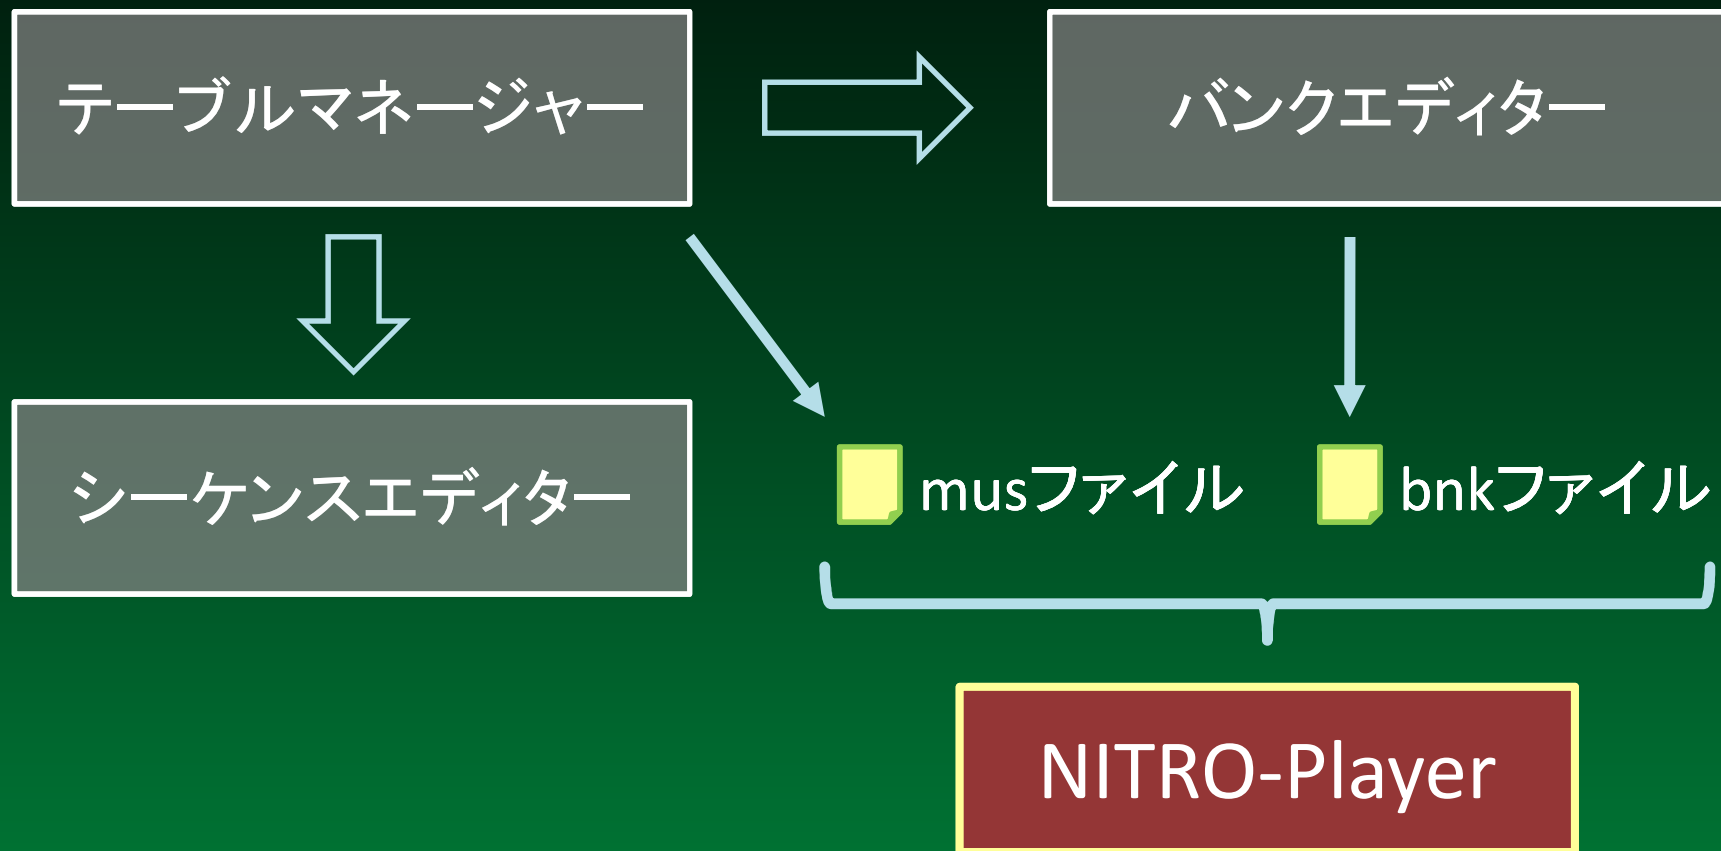 テーブルマネージャー
バンクエディター
シーケンスエディター
musファイル
bnkファイル
NITRO-Player